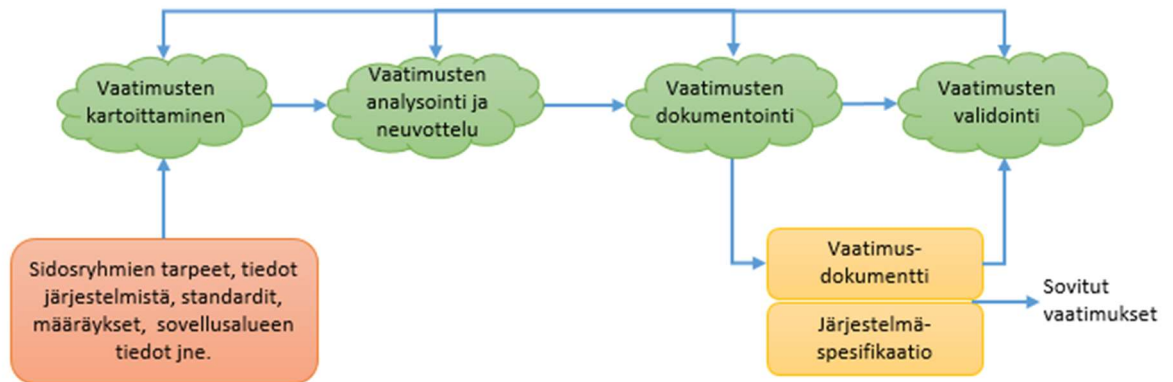 Vaatimusten
kartoittaminen
Vaatimusten
analysointi ja
neuvottelu
Vaatimusten
dokumentointi
Vaatimusten
validointi
Sidosryhmien tarpeet, tiedot
järjestelmistä, standardit,
määräykset, sovellusalueen
tiedot jne.
Vaatimus-
dokumentti
Järjestelmä-
spesifikaatio
Sovitut
vaatimukset